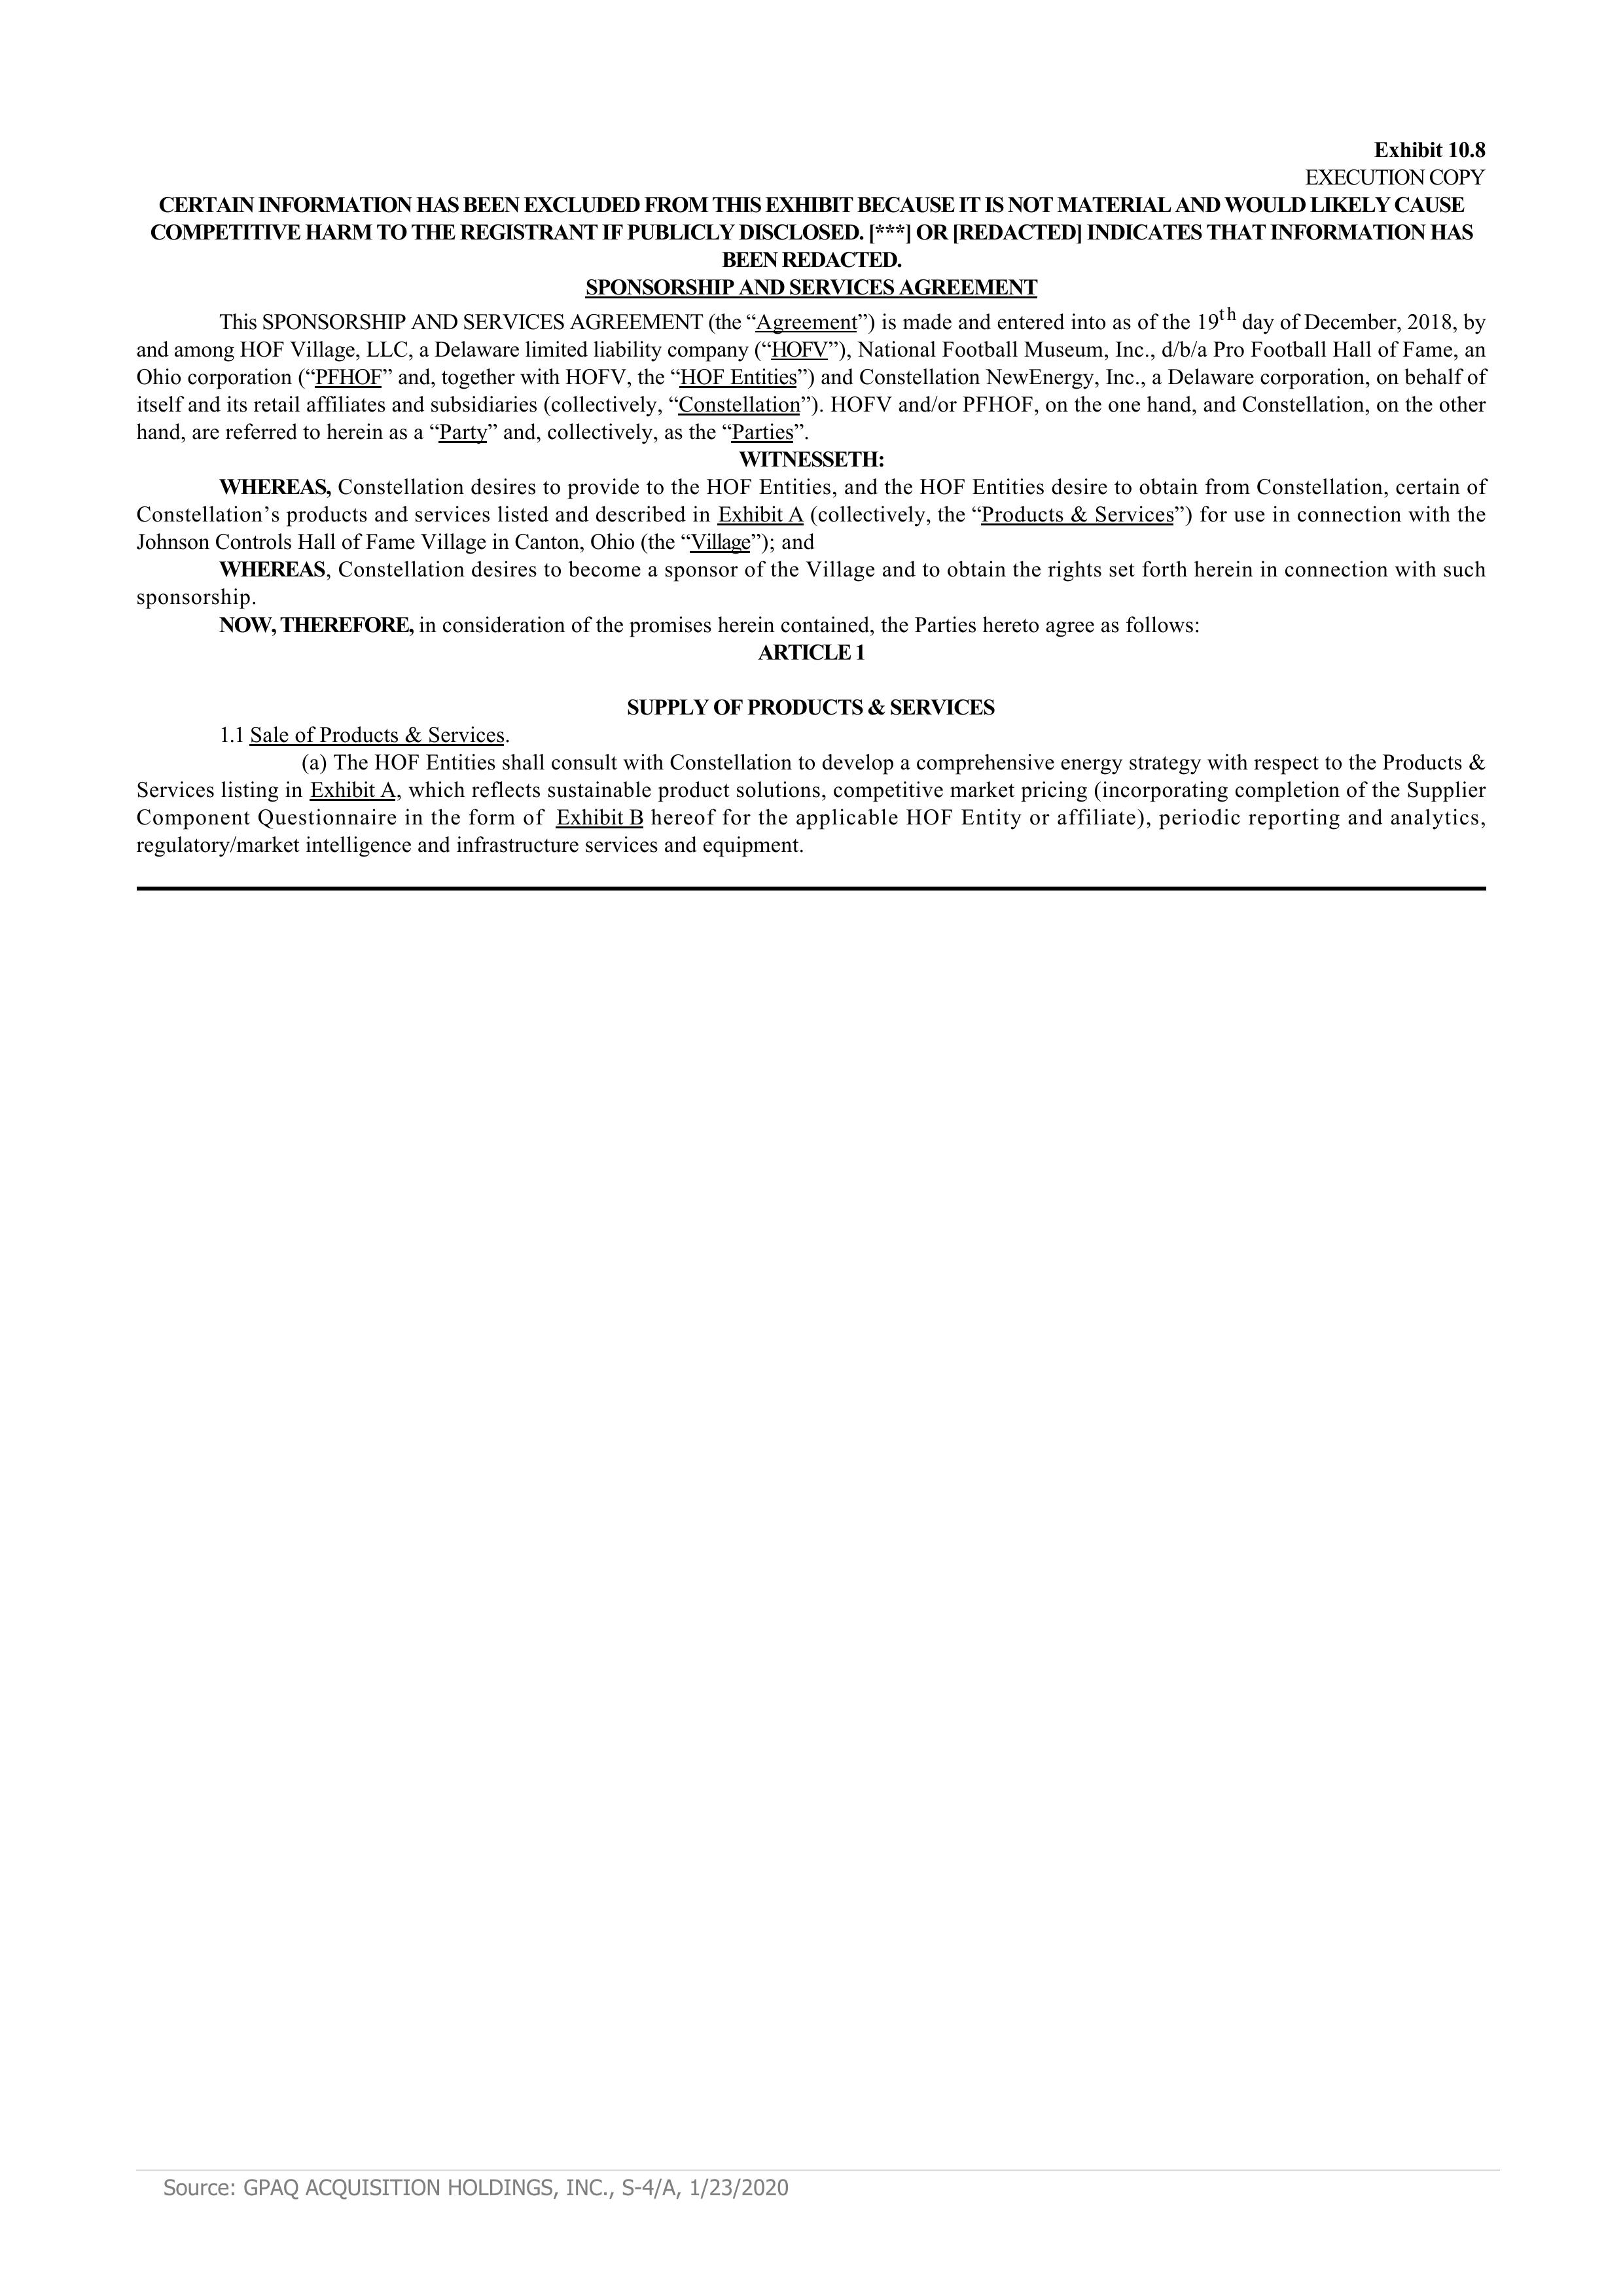 Exhibit 10.8
EXECUTION COPY
CERTAIN INFORMATION HAS BEEN EXCLUDED FROM THIS EXHIBIT BECAUSE IT IS NOT MATERIAL AND WOULD LIKELY CAUSE
COMPETITIVE HARM TO THE REGISTRANT IF PUBLICLY DISCLOSED. [***] OR [REDACTED] INDICATES THAT INFORMATION HAS
BEEN REDACTED.
SPONSORSHIP AND SERVICES AGREEMENT
This SPONSORSHIP AND SERVICES AGREEMENT (the “Agreement”) is made and entered into as of the 19th day of December, 2018, by
and among HOF Village, LLC, a Delaware limited liability company (“HOFV”), National Football Museum, Inc., d/b/a Pro Football Hall of Fame, an
Ohio corporation (“PFHOF” and, together with HOFV, the “HOF Entities”) and Constellation NewEnergy, Inc., a Delaware corporation, on behalf of
itself and its retail affiliates and subsidiaries (collectively, “Constellation”). HOFV and/or PFHOF, on the one hand, and Constellation, on the other
hand, are referred to herein as a “Party” and, collectively, as the “Parties”.
WITNESSETH:
WHEREAS, Constellation desires to provide to the HOF Entities, and the HOF Entities desire to obtain from Constellation, certain of
Constellation’s products and services listed and described in Exhibit A (collectively, the “Products & Services”) for use in connection with the
Johnson Controls Hall of Fame Village in Canton, Ohio (the “Village”); and
WHEREAS, Constellation desires to become a sponsor of the Village and to obtain the rights set forth herein in connection with such
sponsorship.
NOW, THEREFORE, in consideration of the promises herein contained, the Parties hereto agree as follows:
ARTICLE 1
SUPPLY OF PRODUCTS & SERVICES
1.1 Sale of Products & Services.
(a) The HOF Entities shall consult with Constellation to develop a comprehensive energy strategy with respect to the Products &
Services listing in Exhibit A, which reflects sustainable product solutions, competitive market pricing (incorporating completion of the Supplier
Component Questionnaire in the form of Exhibit B hereof for the applicable HOF Entity or affiliate), periodic reporting and analytics,
regulatory/market intelligence and infrastructure services and equipment.
Source: GPAQ ACQUISITION HOLDINGS, INC., S-4/A, 1/23/2020